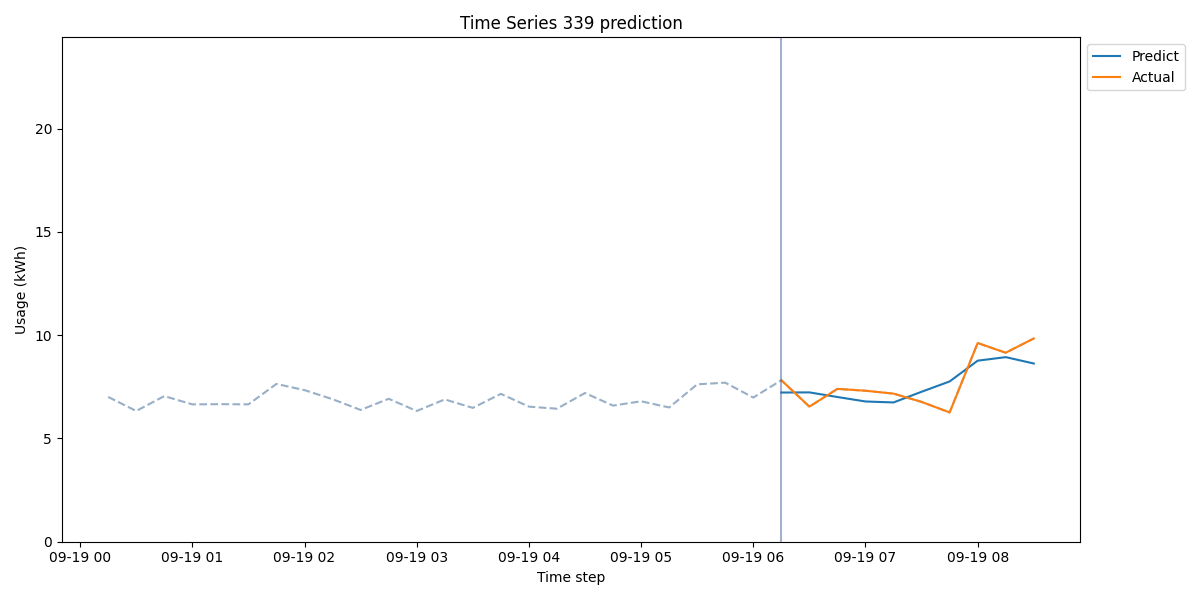 Time Series 339 prediction
Predict
Actual
20
15
10
5
0
Usage (kWh)
09-19 00
09-19 01
09-19 02
09-19 03
09-19 04
09-19 05
09-19 06
09-19 07
09-19 08
Time step